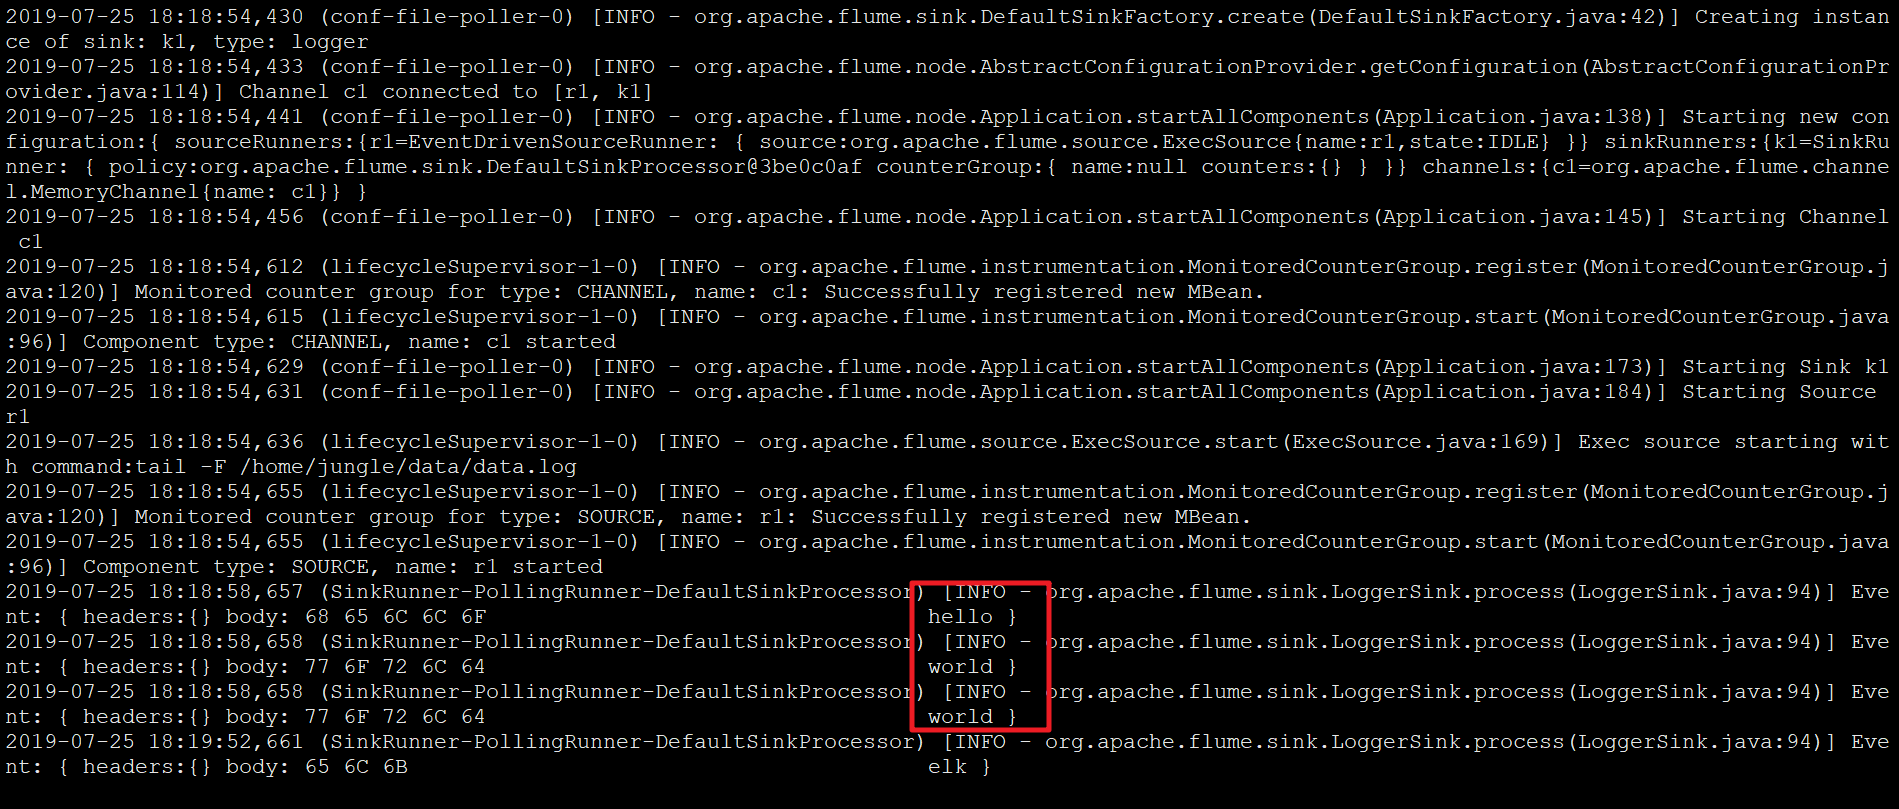 2019-07-25 18:18:54,430 (conf-file-poller-0) [INFO - org.apache.flume.sink.DefaultSinkFactory.create(DefaultSinkFactory.java:42)] Creating instan
ce of sink: k1, type: logger
2019-07-25 18:18:54,433 (conf-file-poller-0) [INFO - org.apache.flume.node.AbstractConfigurationProvider.getConfiguration(AbstractConfigurationPr
ovider.java:114)] Channel c1 connected to [r1, k1]
2019-07-25 18:18:54,441 (conf-file-poller-0) [INFO - org.apache.flume.node.Application.startAllComponents(Application.java:138)] Starting new con
figuration:{ sourceRunners:{r1=EventDrivenSourceRunner: { source:org.apache.flume.source.ExecSource{name:r1,state:IDLE} }} sinkRunners:{k1=SinkRu
nner: { policy:org.apache.flume.sink.DefaultSinkProcessor@3be0c0af counterGroup:{ name:null counters:{} } }} channels:{c1=org.apache.flume.channe
l.MemoryChannel{name: c1}} }
2019-07-25 18:18:54,456 (conf-file-poller-0) [INFO - org.apache.flume.node.Application.startAllComponents(Application.java:145)] Starting Channel
 c1
2019-07-25 18:18:54,612 (lifecycleSupervisor-1-0) [INFO - org.apache.flume.instrumentation.MonitoredCounterGroup.register(MonitoredCounterGroup.j
ava:120)] Monitored counter group for type: CHANNEL, name: c1: Successfully registered new MBean.
2019-07-25 18:18:54,615 (lifecycleSupervisor-1-0) [INFO - org.apache.flume.instrumentation.MonitoredCounterGroup.start(MonitoredCounterGroup.java
:96)] Component type: CHANNEL, name: c1 started
2019-07-25 18:18:54,629 (conf-file-poller-0) [INFO - org.apache.flume.node.Application.startAllComponents(Application.java:173)] Starting Sink k1
2019-07-25 18:18:54,631 (conf-file-poller-0) [INFO - org.apache.flume.node.Application.startAllComponents(Application.java:184)] Starting Source
r1
2019-07-25 18:18:54,636 (lifecycleSupervisor-1-0) [INFO - org.apache.flume.source.ExecSource.start(ExecSource.java:169)] Exec source starting wit
h command:tail -F /home/jungle/data/data.log
2019-07-25 18:18:54,655 (lifecycleSupervisor-1-0) [INFO - org.apache.flume.instrumentation.MonitoredCounterGroup.register(MonitoredCounterGroup.j
ava:120)] Monitored counter group for type: SOURCE, name: r1: Successfully registered new MBean.
2019-07-25 18:18:54,655 (lifecycleSupervisor-1-0) [INFO - org.apache.flume.instrumentation.MonitoredCounterGroup.start(MonitoredCounterGroup.java
:96)] Component type: SOURCE, name: r1 started
2019-07-25 18:18:58,657 (SinkRunner-PollingRunner-DefaultSinkProcessor) [INFO - org.apache.flume.sink.LoggerSink.process(LoggerSink.java:94)] Eve
nt: { headers:{} body: 68 65 6C 6C 6F                                  hello }
2019-07-25 18:18:58,658 (SinkRunner-PollingRunner-DefaultSinkProcessor) [INFO - org.apache.flume.sink.LoggerSink.process(LoggerSink.java:94)] Eve
nt: { headers:{} body: 77 6F 72 6C 64                                  world }
2019-07-25 18:18:58,658 (SinkRunner-PollingRunner-DefaultSinkProcessor) [INFO - org.apache.flume.sink.LoggerSink.process(LoggerSink.java:94)] Eve
nt: { headers:{} body: 77 6F 72 6C 64                                  world }
2019-07-25 18:19:52,661 (SinkRunner-PollingRunner-DefaultSinkProcessor) [INFO - org.apache.flume.sink.LoggerSink.process(LoggerSink.java:94)] Eve
nt: { headers:{} body: 65 6C 6B                                        elk }